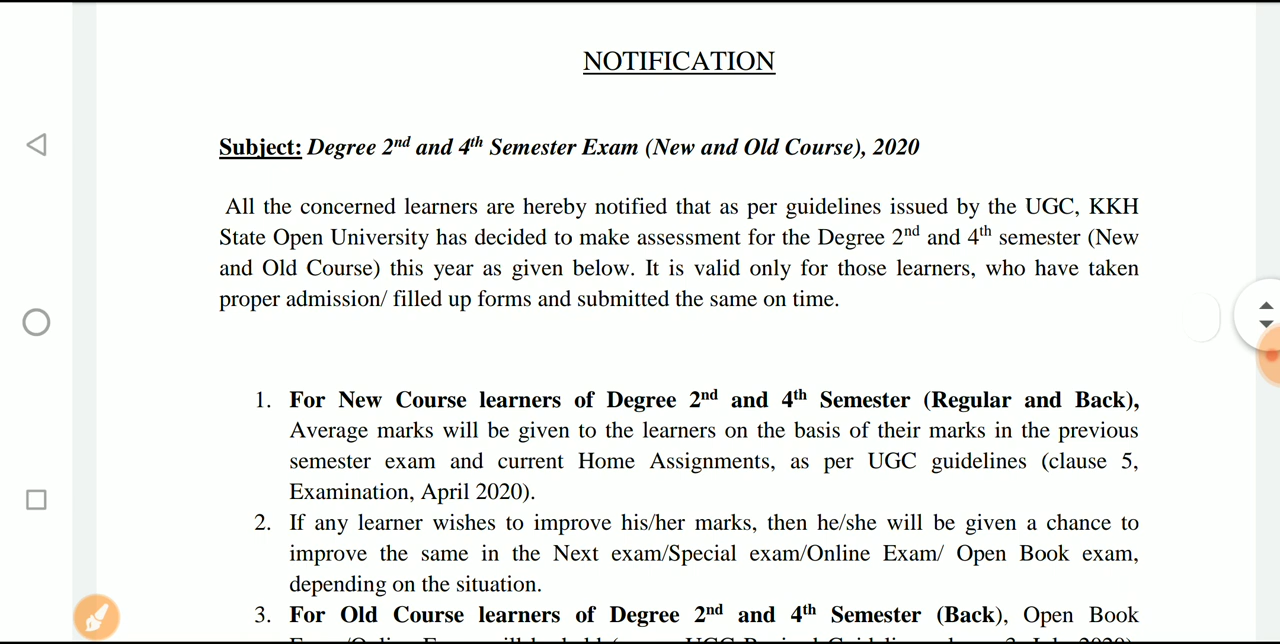 NOTIFICATION
Subject: Degree 2nd and 4th Semester Exam (New and Old Course), 2020
All the concerned learners are hereby notified that as per guidelines issued by the UGC, KKH
State Open University has decided to make assessment for the Degree 2nd and 4th semester (New
and Old Course) this year as given below. It is valid only for those learners, who have taken
proper admission/ filled up forms and submitted the same on time.
1. For New Course learners of Degree 2nd and 4th Semester (Regular and Back),
Average marks will be given to the learners on the basis of their marks in the previous
semester exam and current Home Assignments, as per UGC guidelines (clause 5,
Examination, April 2020).
2. If any learner wishes to improve his/her marks, then he/she will be given a chance to
improve the same in the Next exam/Special exam/Online Exam/ Open Book exam,
depending on the situation.
3. For Old Course learners of Degree 2nd and 4th Semester (Back), Open Book